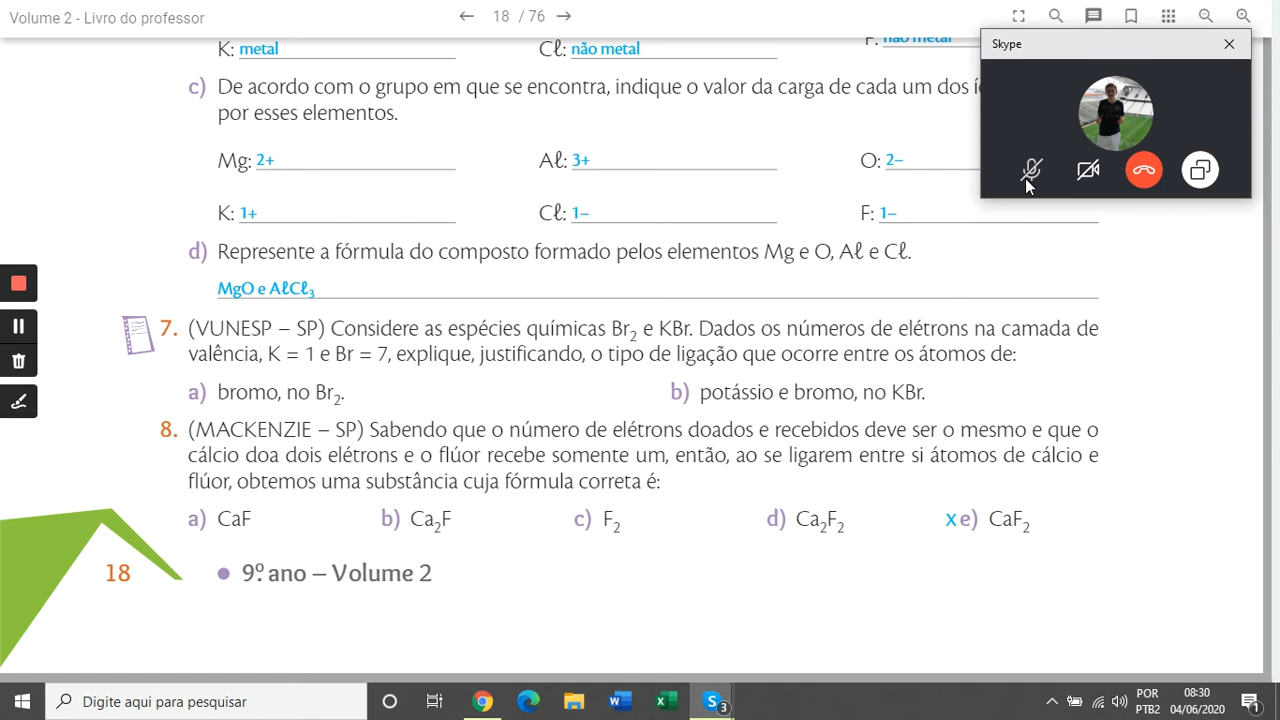 Volume 2 - Livro do professor
18 / 76
Skype
K: metal
Cℓ: não metal
F: não metal
c) De acordo com o grupo em que se encontra, indique o valor da carga de cada um dos
por esses elementos.
Mg: 2+
Aℓ: 3+
O: 2–
K: 1+
Cℓ: 1–
F: 1–
d) Represente a fórmula do composto formado pelos elementos Mg e O, Aℓ e Cℓ.
MgO e AℓCℓ₃
7. (VUNESP – SP) Considere as espécies químicas Br₂ e KBr. Dados os números de elétrons na camada de
valência, K = 1 e Br = 7, explique, justificando, o tipo de ligação que ocorre entre os átomos de:
a) bromo, no Br₂.
b) potássio e bromo, no KBr.
8. (MACKENZIE – SP) Sabendo que o número de elétrons doados e recebidos deve ser o mesmo e que o
cálcio doa dois elétrons e o flúor recebe somente um, então, ao se ligarem entre si átomos de cálcio e
flúor, obtemos uma substância cuja fórmula correta é:
a) CaF
b) Ca₂F
c) F₂
d) Ca₂F₂
x e) CaF₂
18
9º. ano – Volume 2
Digite aqui para pesquisar
3
POR
PTB2
08:30
04/06/2020
1